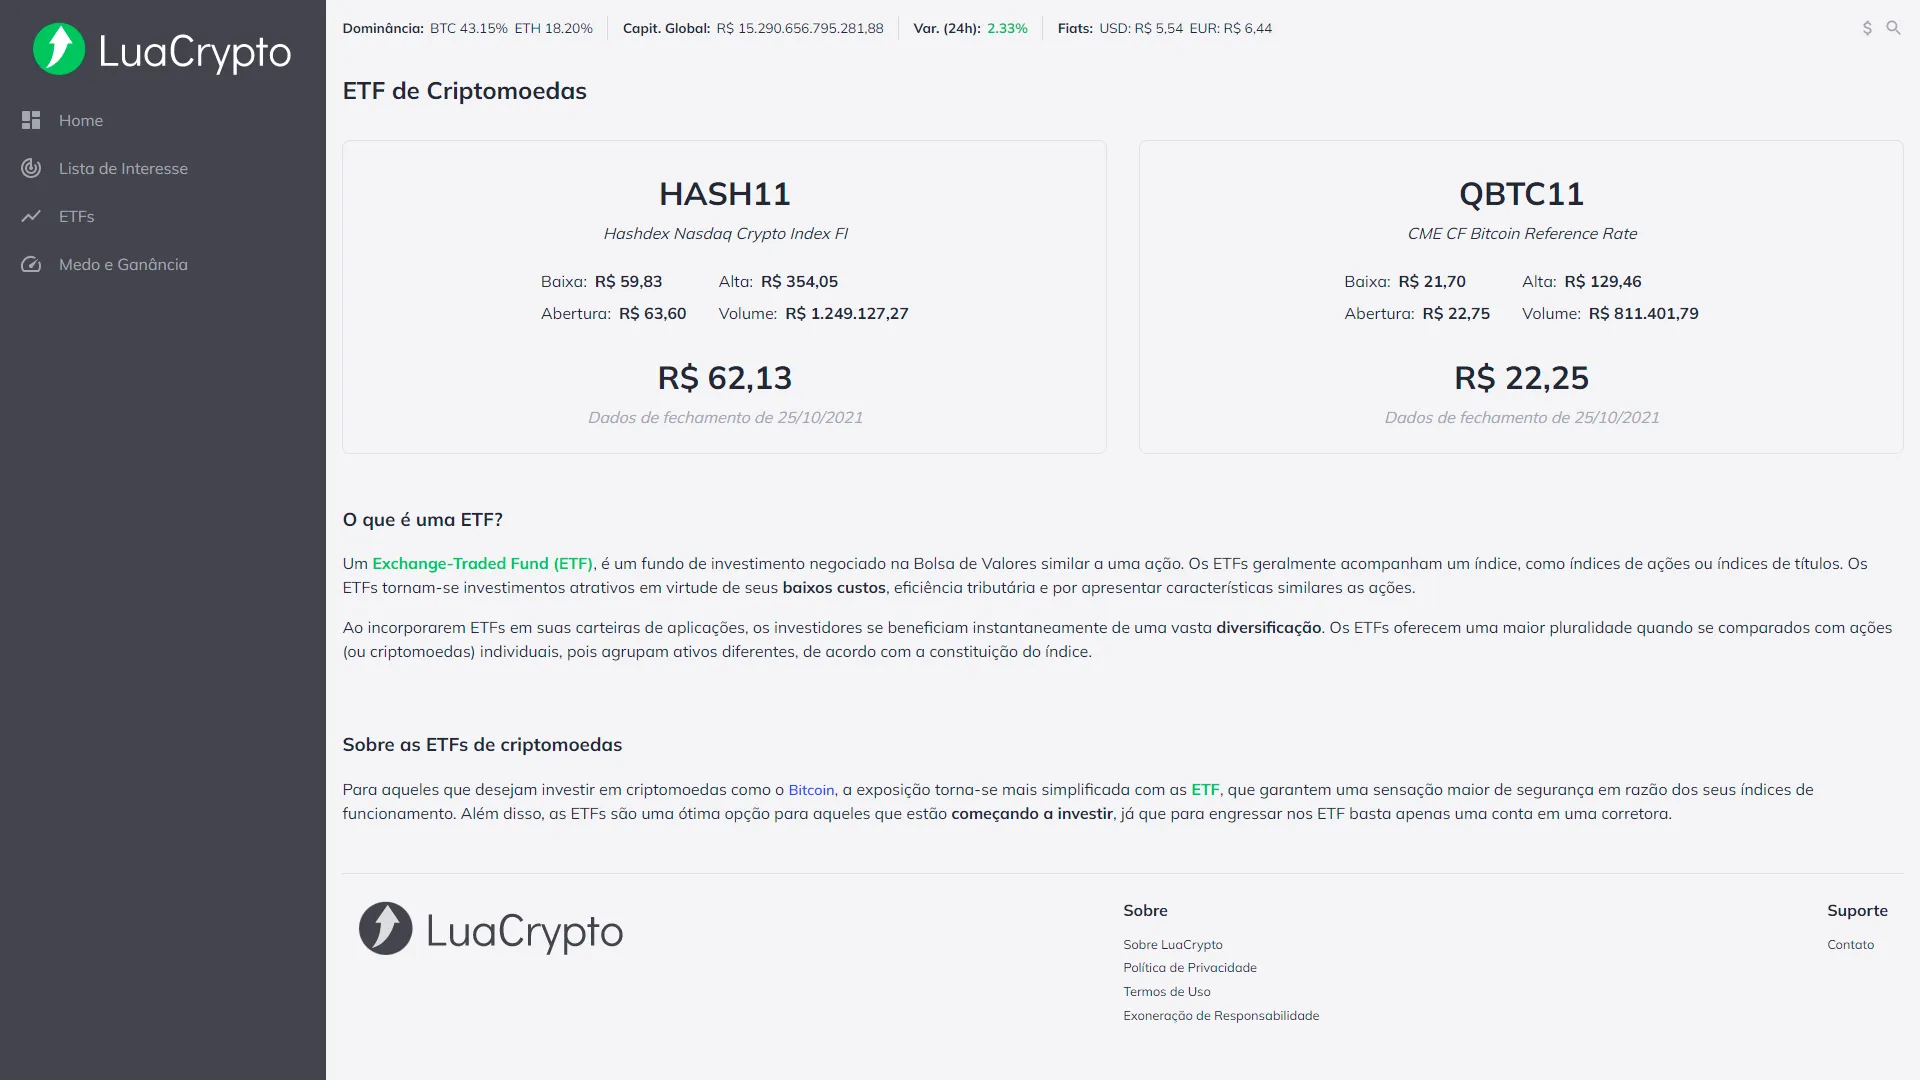 LuaCrypto
Home
Lista de Interesse
ETFs
Medo e Ganância
Dominância: BTC 43.15% ETH 18.20% Capit. Global: R$ 15.290.656.795.281,88 Var. (24h): 2.33% Fiats: USD: R$ 5,54 EUR: R$ 6,44 $
ETF de Criptomoedas
HASH11
Hashdex Nasdaq Crypto Index FI
Baixa: R$ 59,83 Alta: R$ 354,05
Abertura: R$ 63,60 Volume: R$ 1.249.127,27
R$ 62,13
Dados de fechamento de 25/10/2021
QBTC11
CME CF Bitcoin Reference Rate
Baixa: R$ 21,70 Alta: R$ 129,46
Abertura: R$ 22,75 Volume: R$ 811.401,79
R$ 22,25
Dados de fechamento de 25/10/2021
O que é uma ETF?
Um Exchange-Traded Fund (ETF), é um fundo de investimento negociado na Bolsa de Valores similar a uma ação. Os ETFs geralmente acompanham um índice, como índices de ações ou índices de títulos. Os
ETFs tornam-se investimentos atrativos em virtude de seus baixos custos, eficiência tributária e por apresentar características similares as ações.
Ao incorporarem ETFs em suas carteiras de aplicações, os investidores se beneficiam instantaneamente de uma vasta diversificação. Os ETFs oferecem uma maior pluralidade quando se comparados com ações
(ou criptomoedas) individuais, pois agrupam ativos diferentes, de acordo com a constituição do índice.
Sobre as ETFs de criptomoedas
Para aqueles que desejam investir em criptomoedas como o Bitcoin, a exposição torna-se mais simplificada com as ETF, que garantem uma sensação maior de segurança em razão dos seus índices de
funcionamento. Além disso, as ETFs são uma ótima opção para aqueles que estão começando a investir, já que para engressar nos ETF basta apenas uma conta em uma corretora.
LuaCrypto
Sobre
Sobre LuaCrypto
Política de Privacidade
Termos de Uso
Exoneração de Responsabilidade
Suporte
Contato